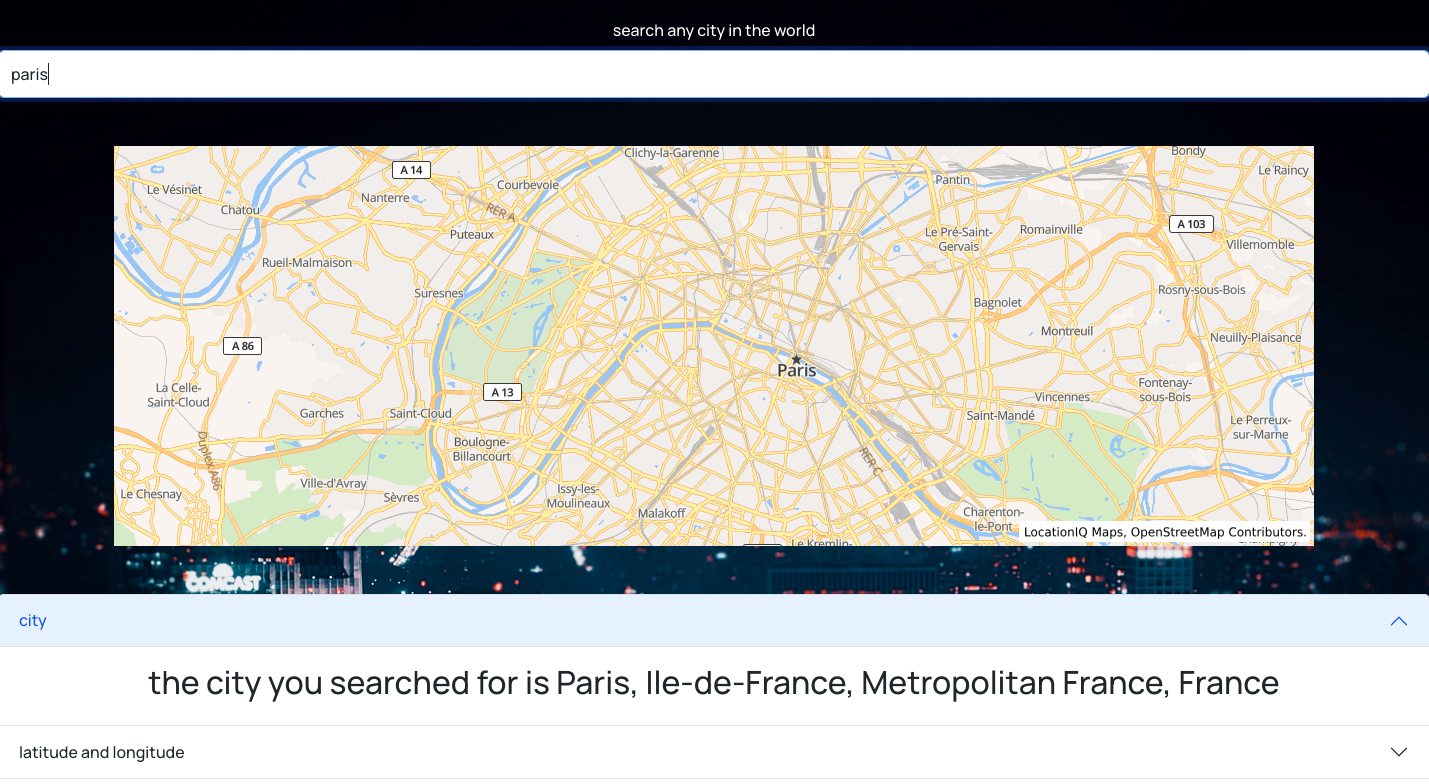 search any city in the world
paris
Clichy-la-Garenne
Bondy
A 14
Le Raincy
Pantin
Courbevoie
Le Vésinet
Nanterre
Chatou
RER A
A 103
Puteaux
Le Pré-Saint-
Gervais
Romainville
Villemomble
Rueil-Malmaison
Suresnes
Rosny-sous-Bois
Bagnolet
Montreuil
Neuilly-Plaisance
A 86
Paris
La Celle-
Saint-Cloud
A 13
Fontenay-
sous-Bois
Vincennes
Garches
Saint-Cloud
Saint-Mandé
Le Perreux-
sur-Marne
Boulogne-
Billancourt
Duplex A86
RER C
Ville-d'Avray
Le Chesnay
Sèvres
Issy-les-
Moulineaux
Malakoff
Charenton-
le-Pont
LocationIQ Maps, OpenStreetMap Contributors.
Le Kremlin-
COMCAST
city
the city you searched for is Paris, Ile-de-France, Metropolitan France, France
latitude and longitude